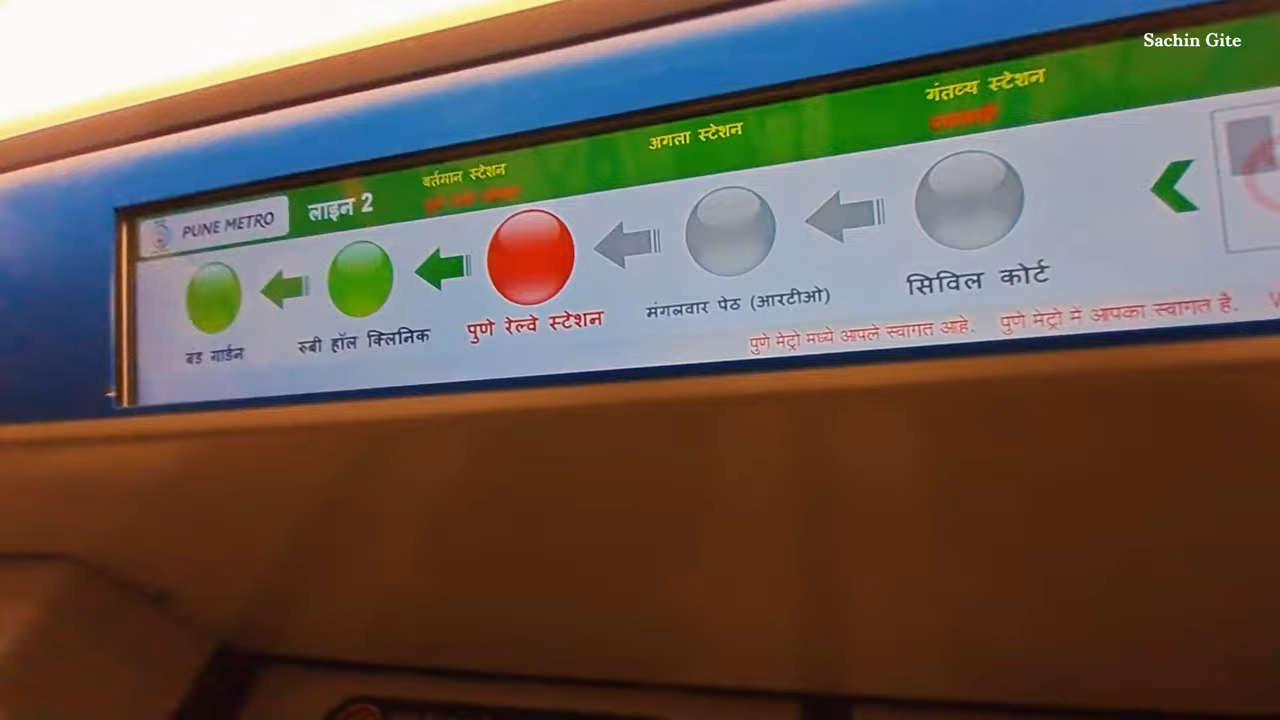 Sachin Gite
गंतव्य स्टेशन
अगला स्टेशन
वर्तमान स्टेशन
PUNE METRO
लाइन 2
बंड गार्डन
रुबी हॉल क्लिनिक
पुणे रेल्वे स्टेशन
मंगलवार पेठ (आरटीओ)
सिविल कोर्ट
पुणे मेट्रो मध्ये आपले स्वागत आहे. पुणे मेट्रो में आपका स्वागत है.